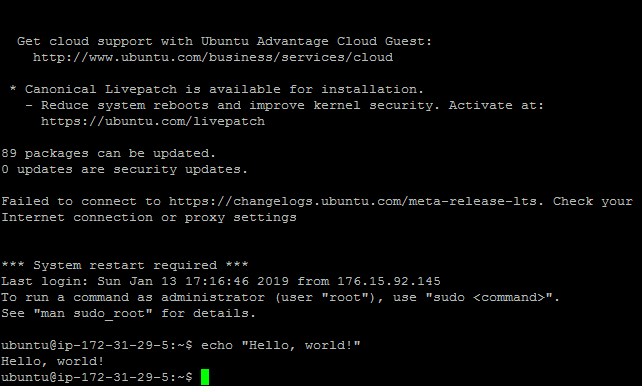 Get cloud support with Ubuntu Advantage Cloud Guest:
http://www.ubuntu.com/business/services/cloud
* Canonical Livepatch is available for installation.
- Reduce system reboots and improve kernel security. Activate at:
https://ubuntu.com/livepatch
89 packages can be updated.
0 updates are security updates.
Failed to connect to https://changelogs.ubuntu.com/meta-release-lts. Check your
Internet connection or proxy settings
*** System restart required ***
Last login: Sun Jan 13 17:16:46 2019 from 176.15.92.145
To run a command as administrator (user "root"), use "sudo <command>".
See "man sudo_root" for details.
ubuntu@ip-172-31-29-5:~$ echo "Hello, world!"
Hello, world!
ubuntu@ip-172-31-29-5:~$